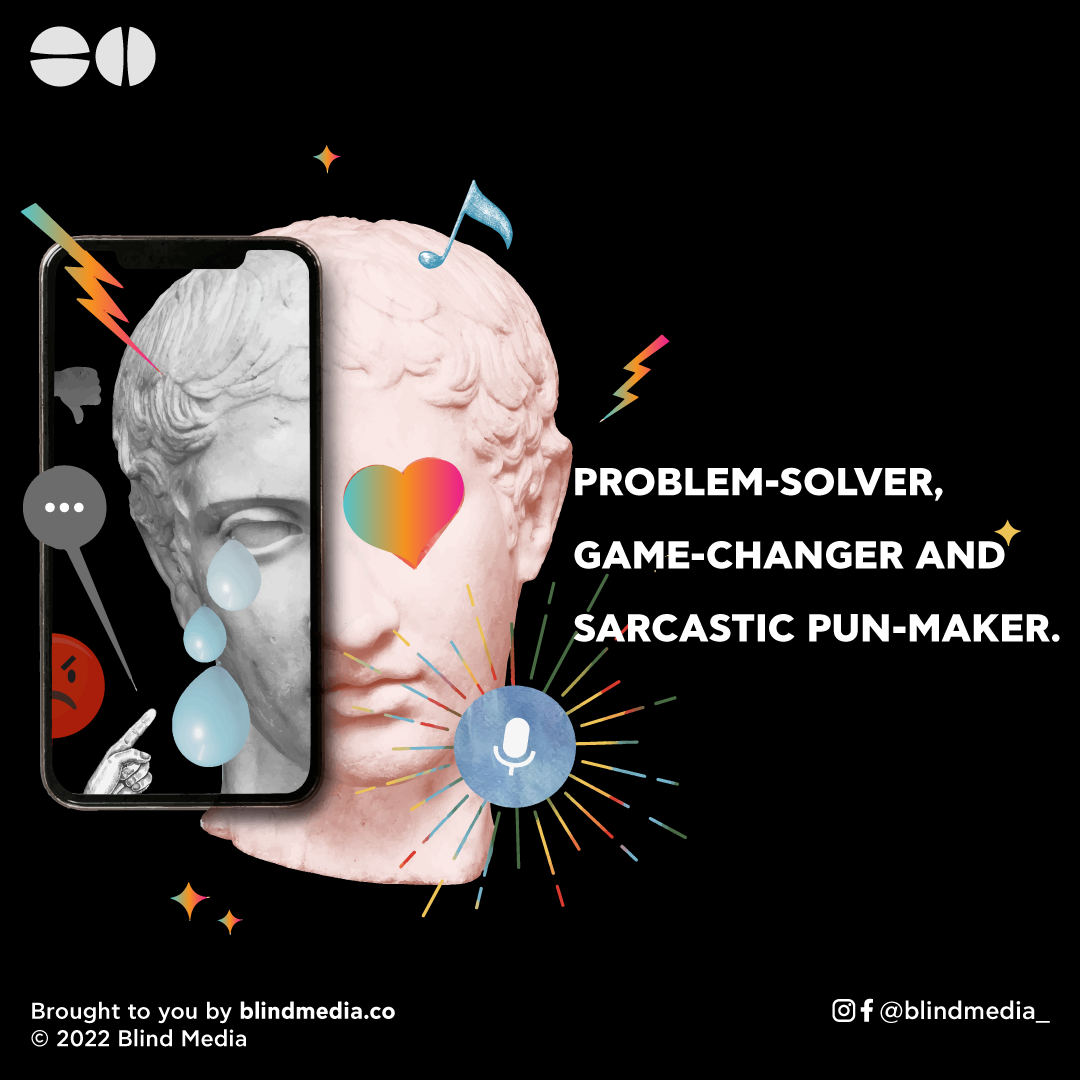 PROBLEM-SOLVER,
GAME-CHANGER AND
SARCASTIC PUN-MAKER.
Brought to you by blindmedia.co
© 2022 Blind Media
@blindmedia_